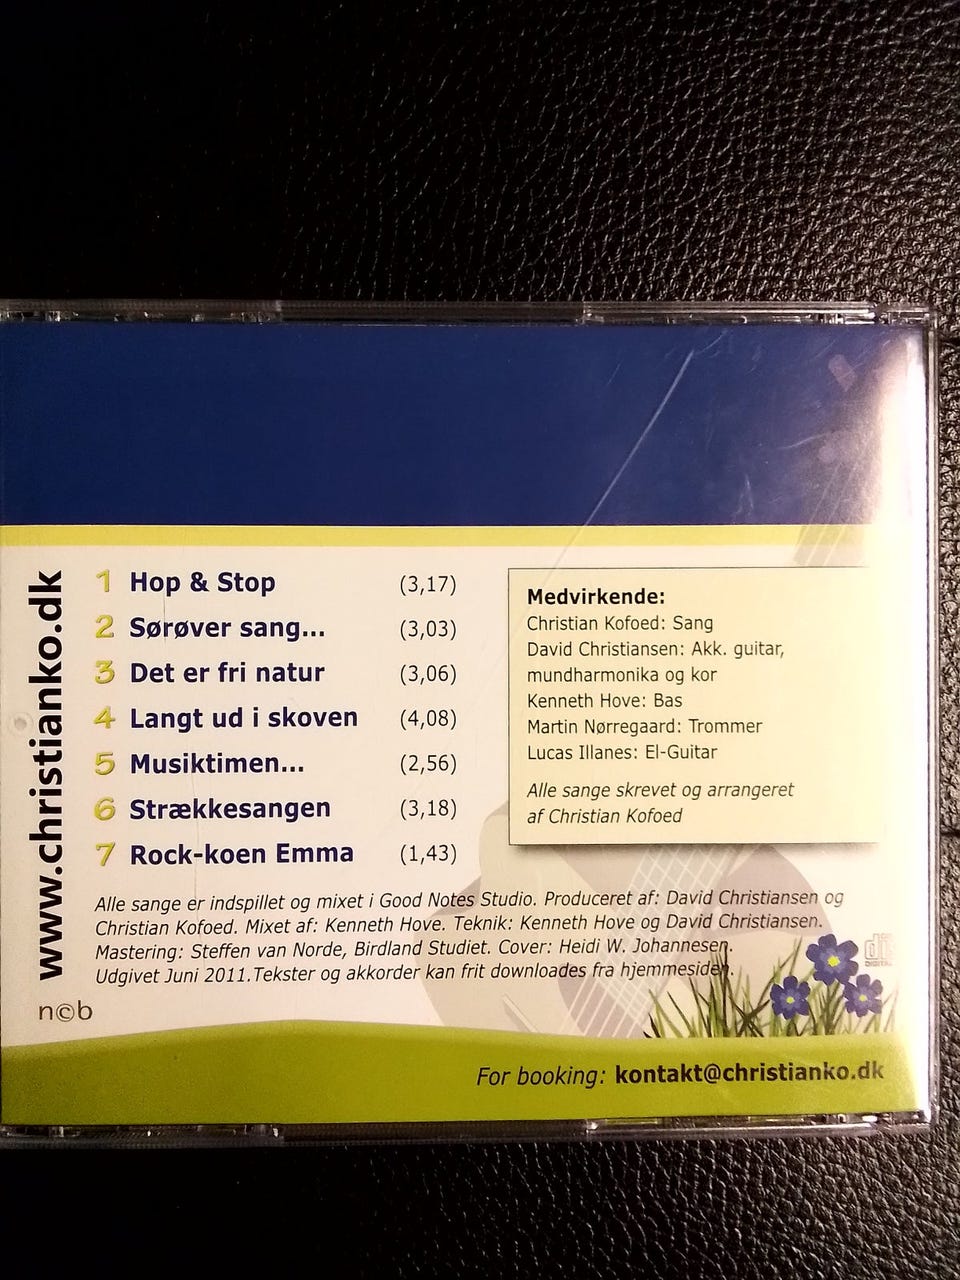 www.christianko.dk
1 Hop & Stop (3,17)
2 Sørøver sang... (3,03)
3 Det er fri natur (3,06)
4 Langt ud i skoven (4,08)
5 Musiktimen... (2,56)
6 Strækkesangen (3,18)
7 Rock-koen Emma (1,43)
Medvirkende:
Christian Kofoed: Sang
David Christiansen: Akk. guitar,
mundharmonika og kor
Kenneth Hove: Bas
Martin Nørregaard: Trommer
Lucas Illanes: El-Guitar
Alle sange skrevet og arrangeret
af Christian Kofoed
Alle sange er indspillet og mixet i Good Notes Studio. Produceret af: David Christiansen og
Christian Kofoed. Mixet af: Kenneth Hove. Teknik: Kenneth Hove og David Christiansen.
Mastering: Steffen van Norde, Birdland Studiet. Cover: Heidi W. Johannesen.
Udgivet Juni 2011.Tekster og akkorder kan frit downloades fra hjemmesiden.
n©b
For booking: kontakt@christianko.dk